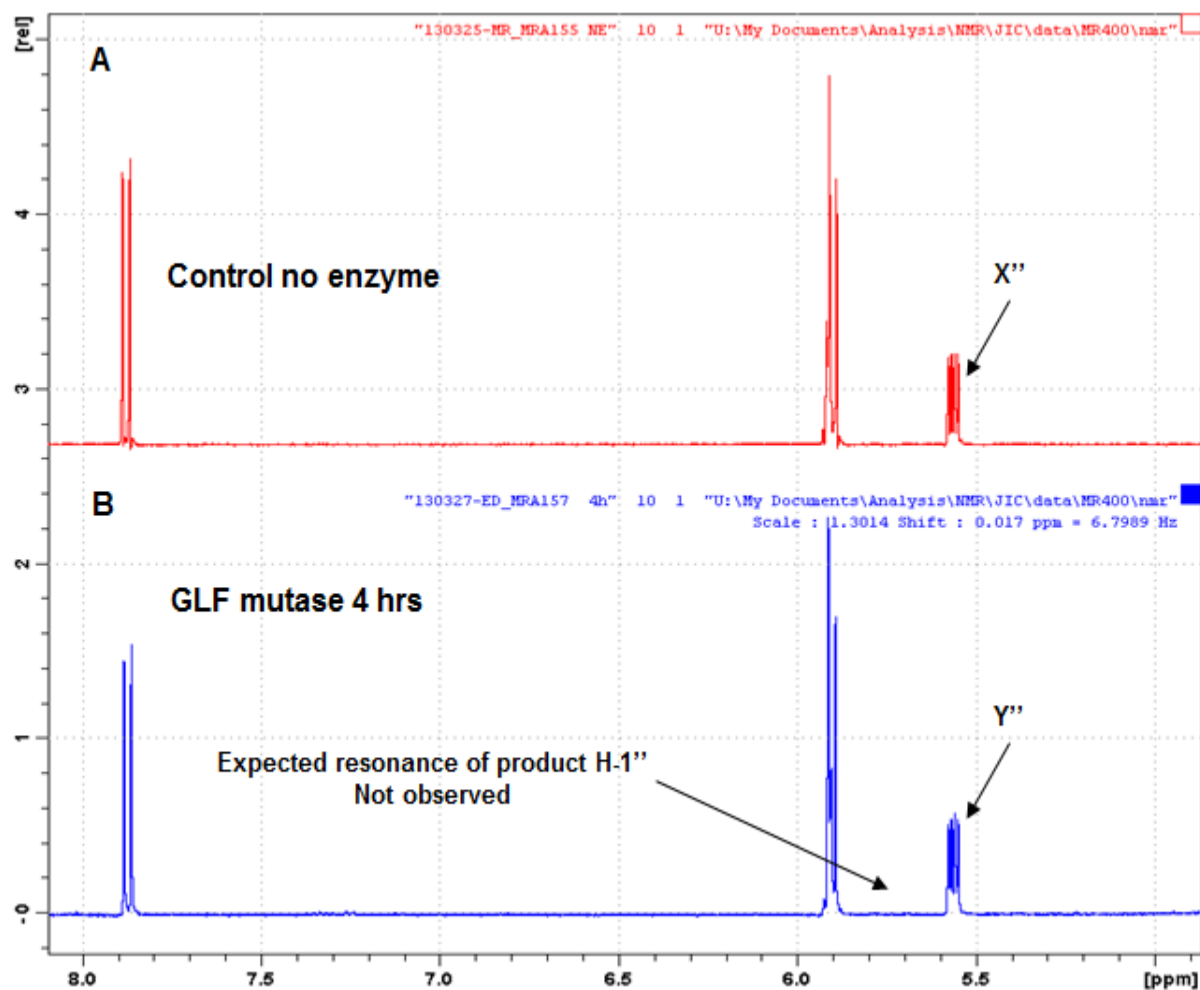 [rel]
"130325-MR_MRA155 NE" 10 1 "U:\My Documents\Analysis\NMR\JIC\data\MR400\nmr"
A
Control no enzyme
X’’
4
3
B
"130327-ED_MRA157 4h" 10 1 "U:\My Documents\Analysis\NMR\JIC\data\MR400\nmr"
Scale : 1.3014 Shift : 0.017 ppm = 6.7989 Hz
GLF mutase 4 hrs
Y’’
Expected resonance of product H-1’’
Not observed
2
1
- 0
8.0 7.5 7.0 6.5 6.0 5.5 [ppm]